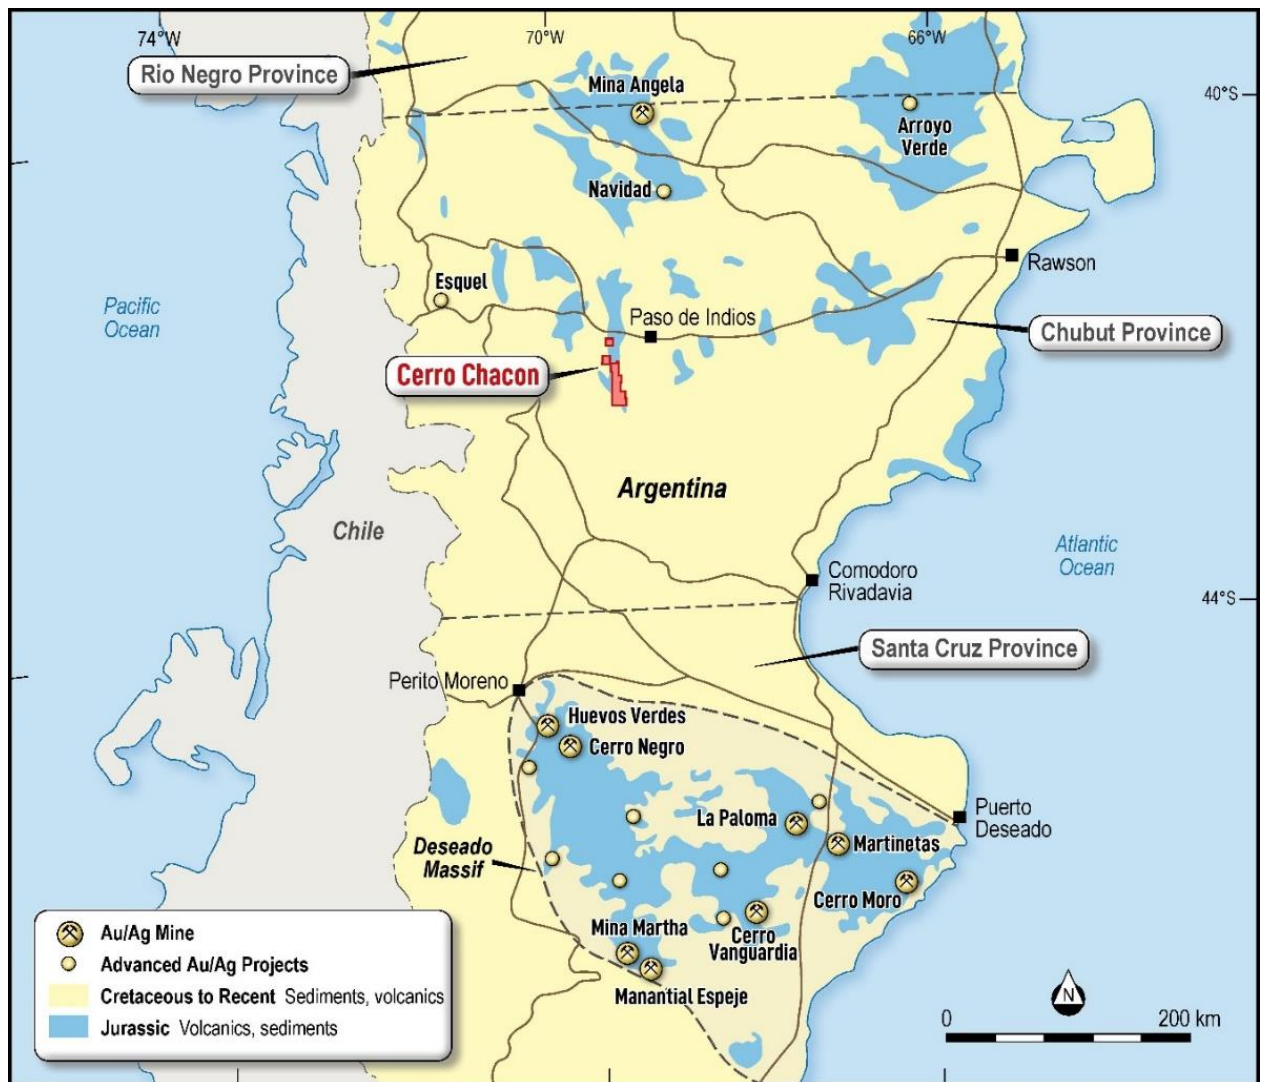 74°W
70°W
66°W
Rio Negro Province
Mina Angela
40°S
Arroyo
Verde
Navidad
Rawson
Esquel
Pacific
Ocean
Paso de Indios
Chubut Province
Cerro Chacon
Argentina
Chile
Atlantic
Ocean
Comodoro
Rivadavia
44°S
Santa Cruz Province
Perito Moreno
Huevos Verdes
Cerro Negro
La Paloma
Puerto
Deseado
Martinetas
Deseado
Massif
Cerro Moro
Mina Martha
Cerro
Vanguardia
Manantial Espeje
Au/Ag Mine
Advanced Au/Ag Projects
Cretaceous to Recent Sediments, volcanics
Jurassic Volcanics, sediments
N
0 200 km